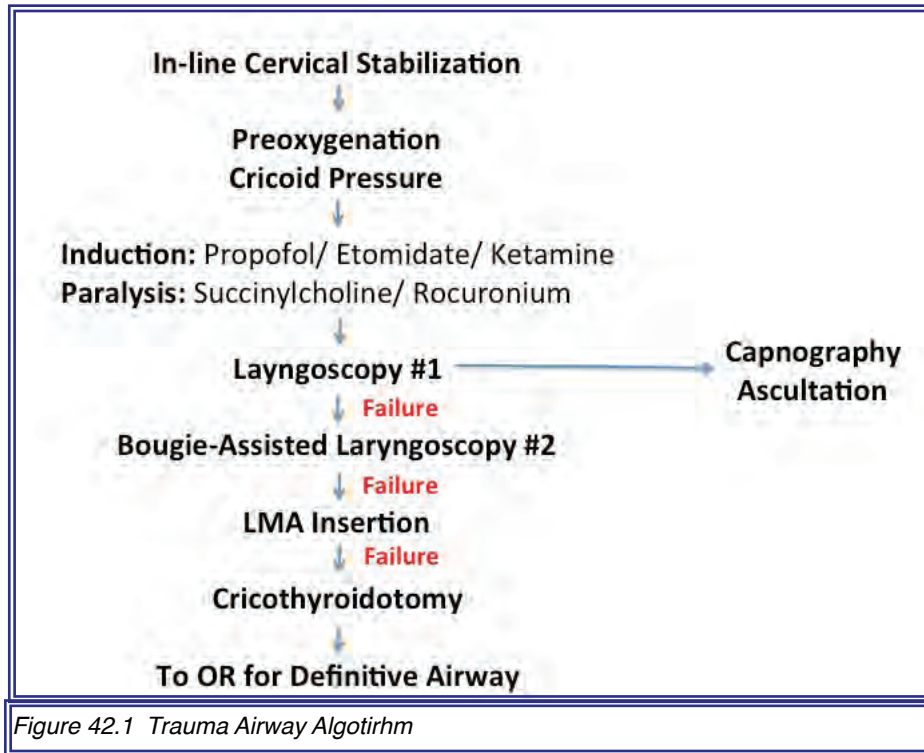 In-line Cervical Stabilization
Preoxygenation
Cricoid Pressure
Induction: Propofol/ Etomidate/ Ketamine
Paralysis: Succinylcholine/ Rocuronium
Layngoscopy #1
Capnography
Ascultation
Failure
Bougie-Assisted Laryngoscopy #2
Failure
LMA Insertion
Failure
Cricothyroidotomy
To OR for Definitive Airway
Figure 42.1 Trauma Airway Algotirhm